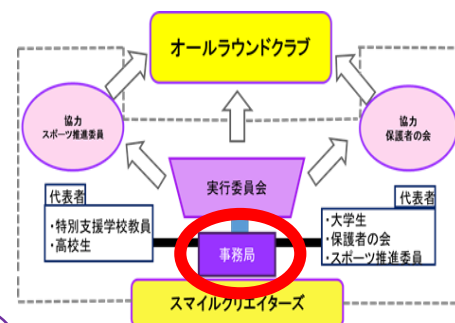 オールラウンドクラブ
協力
スポーツ推進委員
協力
保護者の会
実行委員会
代表者
・特別支援学校教員
・高校生
代表者
・大学生
・保護者の会
・スポーツ推進委員
事務局
スマイルクリエイターズ